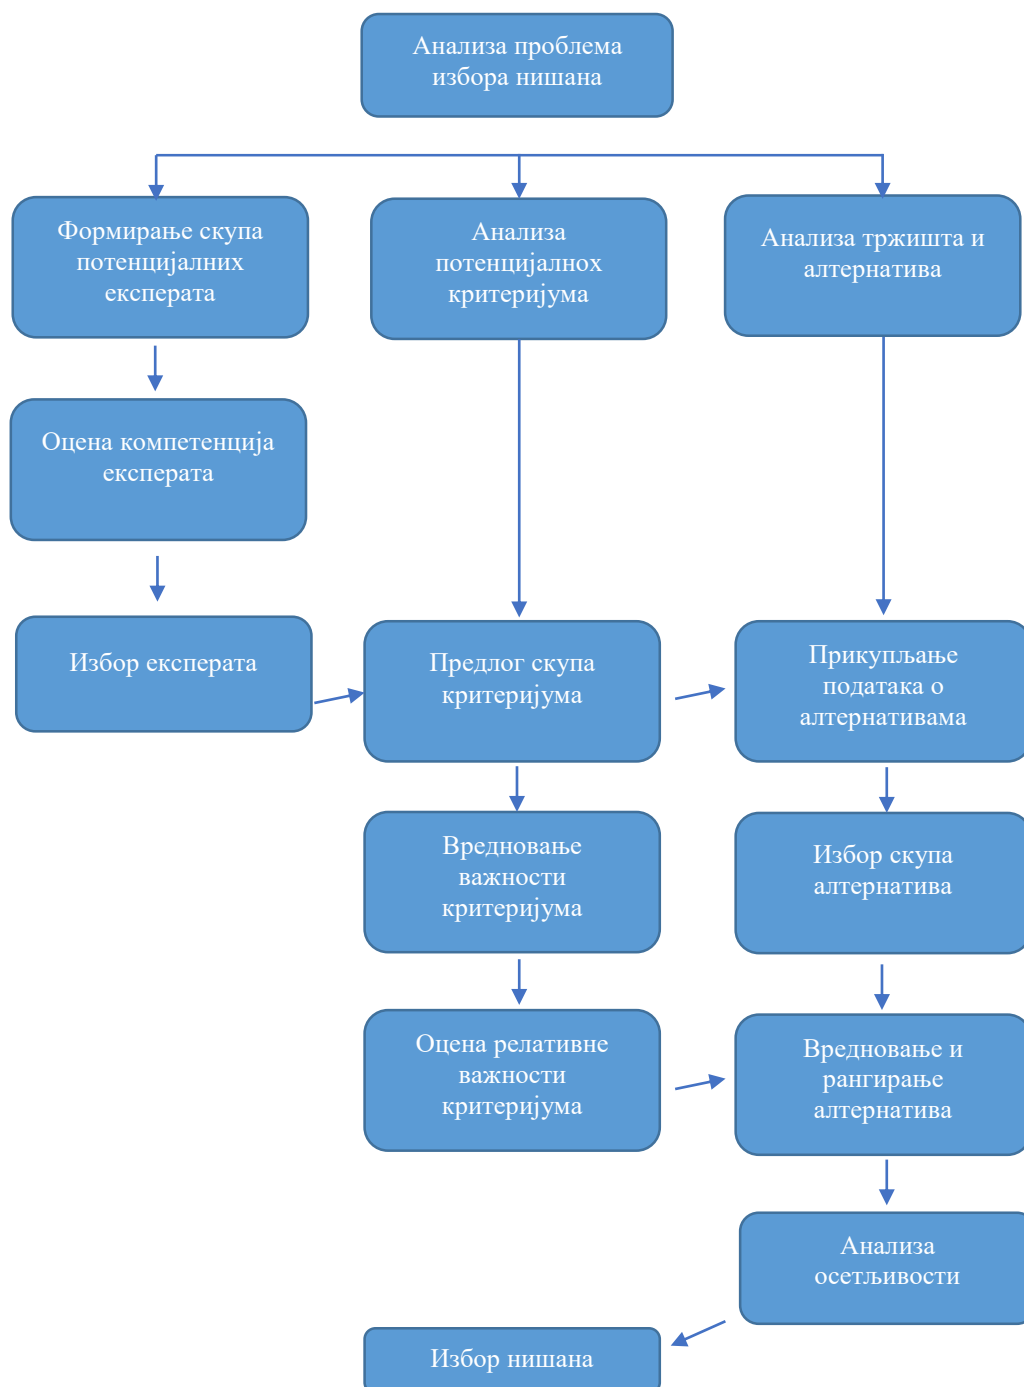 Анализа проблема
избора нишана
Формирање скупа
потенцијалних
експерата
Анализа
потенцијалнох
критеријума
Анализа тржишта и
алтернатива
Оцена компетенција
експерата
Избор експерата
Предлог скупа
критеријума
Прикупљање
података о
алтернативама
Вредновање
важности
критеријума
Избор скупа
алтернатива
Оцена релативне
важности
критеријума
Вредновање и
рангирање
алтернатива
Анализа
осетљивости
Избор нишана